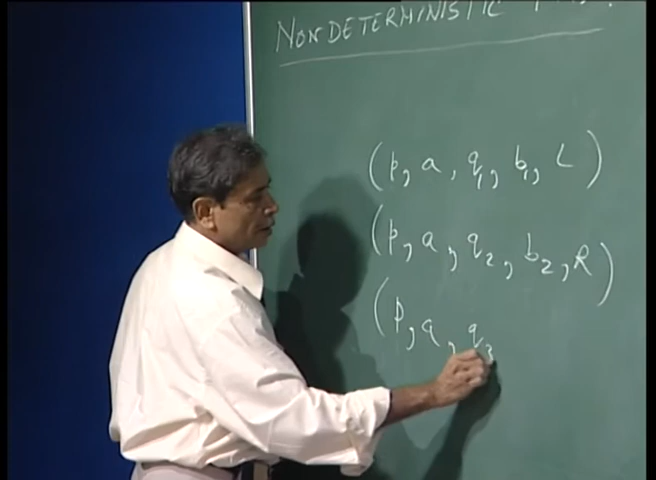 NONDETERMINISTIC
(p, a, q₁, b₁, L)
(p, a, q₂, b₂, R)
(p, a, q₃